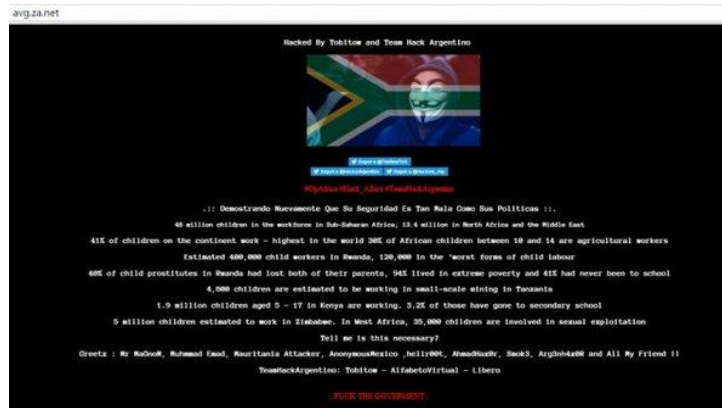 avg.za.net
Hacked By Tobitow and Team Hack Argentino
#OpAfrica #Hack_Africa #TeamHackArgentino
.:: Demostrando Nuevamente Que Su Seguridad Es Tan Mala Como Sus Politicas ::.
48 million children in the workforce in Sub-Saharan Africa; 13.4 million in North Africa and the Middle East
41% of children on the continent work – highest in the world 30% of African children between 10 and 14 are agricultural workers
Estimated 400,000 child workers in Rwanda, 120,000 in the "worst forms of child labour
60% of child prostitutes in Rwanda had lost both of their parents, 94% lived in extreme poverty and 41% had never been to school
4,600 children are estimated to be working in small-scale mining in Tanzania
1.9 million children aged 5 – 17 in Kenya are working. 3.2% of those have gone to secondary school
5 million children estimated to work in Zimbabwe. In West Africa, 35,000 children are involved in sexual exploitation
Tell me is this necessary?
Greetz : Mr MaGnoM, Muhmmad Emad, Mauritania Attacker, AnonymousMexico ,hellr00t, AhmadHax0r, Smok3, Arg3nh4x0R and All My Friend !!
TeamHackArgentino: Tobitow – AlfabetoVirtual – Libero
FUCK THE GOVERMENT